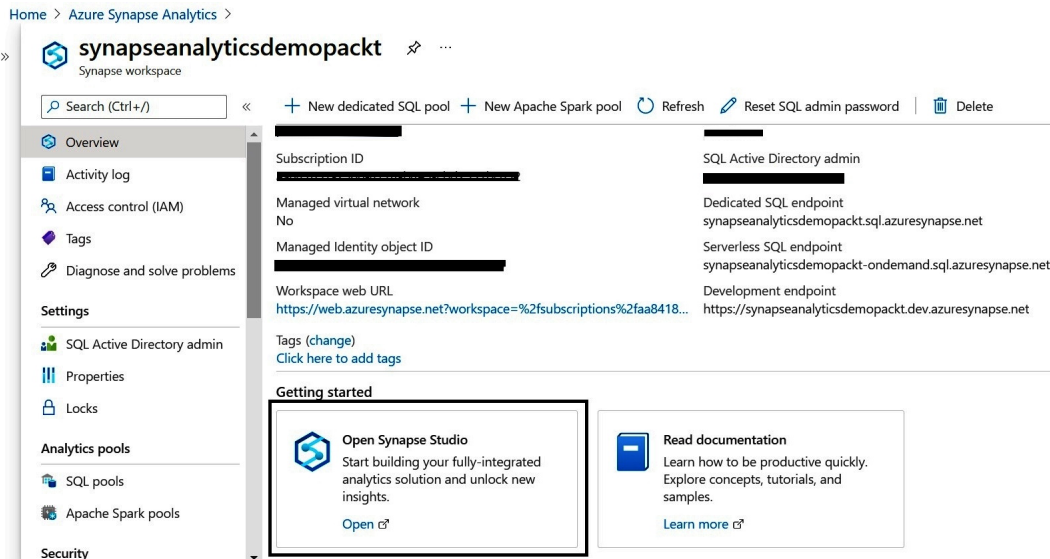 Home > Azure Synapse Analytics >
synapseanalyticsdemopackt
Synapse workspace
Search (Ctrl+/)
New dedicated SQL pool
New Apache Spark pool
Refresh
Reset SQL admin password
Delete
Overview
Activity log
Access control (IAM)
Tags
Diagnose and solve problems
Settings
SQL Active Directory admin
Properties
Locks
Analytics pools
SQL pools
Apache Spark pools
Security
Subscription ID
Managed virtual network
No
Managed Identity object ID
Workspace web URL
https://web.azuresynapse.net?workspace=%2fsubscriptions%2faa8418...
Tags (change)
Click here to add tags
SQL Active Directory admin
Dedicated SQL endpoint
synapseanalyticsdemopackt.sql.azuresynapse.net
Serverless SQL endpoint
synapseanalyticsdemopackt-ondemand.sql.azuresynapse.net
Development endpoint
https://synapseanalyticsdemopackt.dev.azuresynapse.net
Getting started
Open Synapse Studio
Start building your fully-integrated
analytics solution and unlock new
insights.
Open
Read documentation
Learn how to be productive quickly.
Explore concepts, tutorials, and
samples.
Learn more